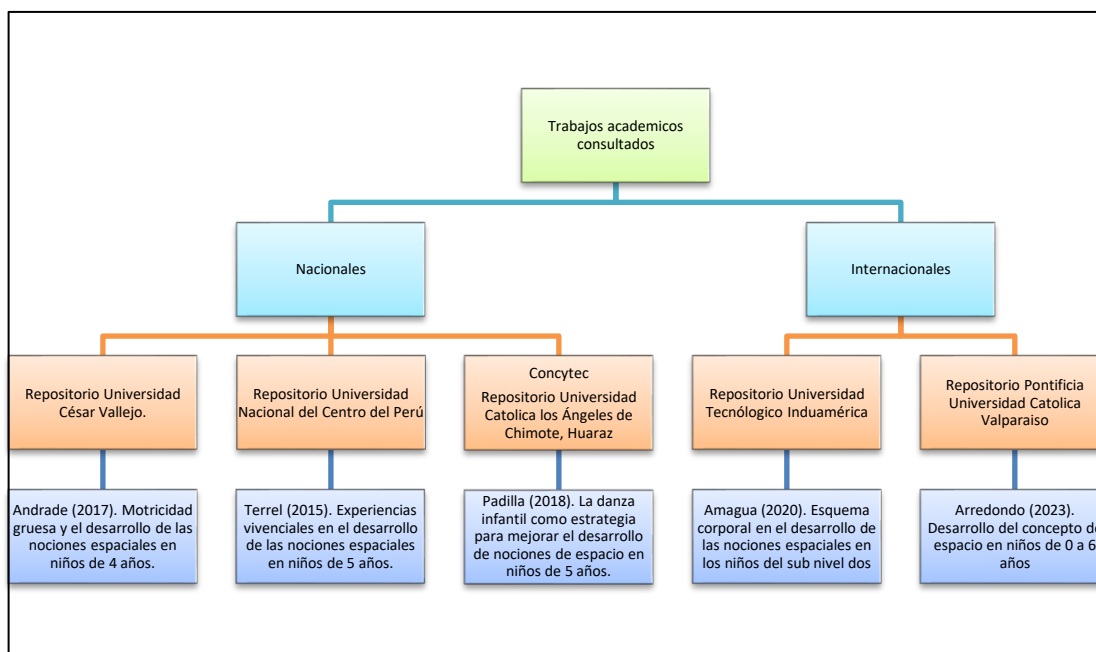 Trabajos academicos
consultados
Nacionales
Internacionales
Repositorio Universidad
César Vallejo.
Repositorio Universidad
Nacional del Centro del Perú
Concytec
Repositorio Universidad
Catolica los Ángeles de
Chimote, Huaraz
Repositorio Universidad
Tecnólogico Induamérica
Repositorio Pontificia
Universidad Catolica
Valparaiso
Andrade (2017). Motricidad
gruesa y el desarrollo de las
nociones espaciales en
niños de 4 años.
Terrel (2015). Experiencias
vivenciales en el desarrollo
de las nociones espaciales
en niños de 5 años.
Padilla (2018). La danza
infantil como estrategia
para mejorar el desarrollo
de nociones de espacio en
niños de 5 años.
Amagua (2020). Esquema
corporal en el desarrollo de
las nociones espaciales en
los niños del sub nivel dos
Arredondo (2023).
Desarrollo del concepto de
espacio en niños de 0 a 6
años